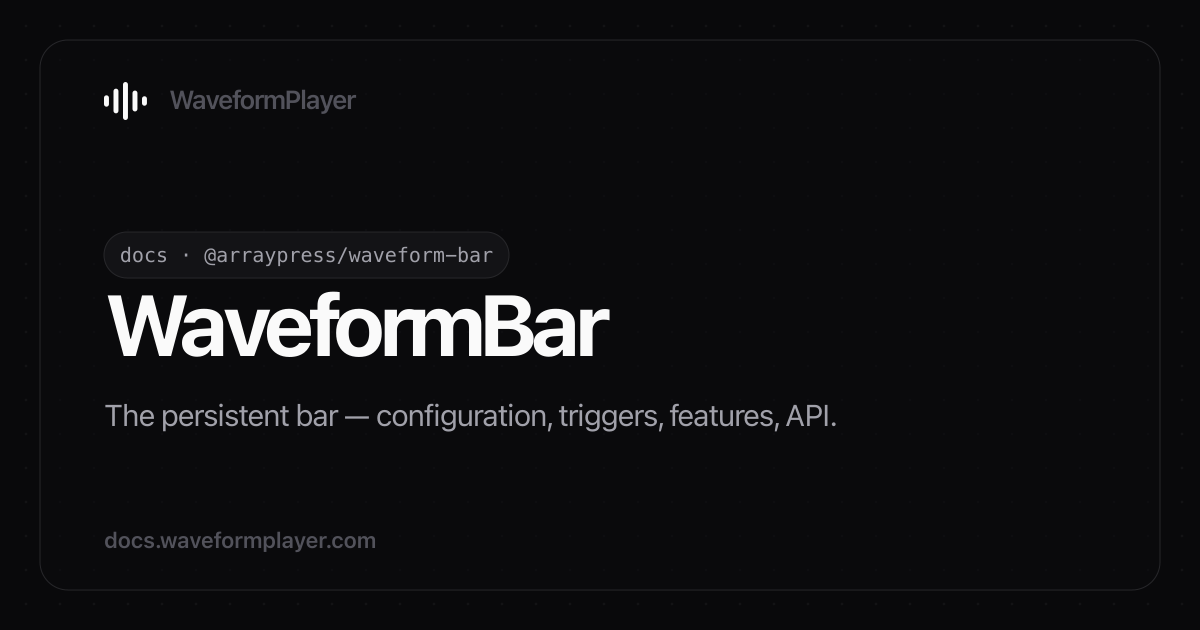 WaveformPlayer
docs · @arraypress/waveform-bar
WaveformBar
The persistent bar — configuration, triggers, features, API.
docs.waveformplayer.com